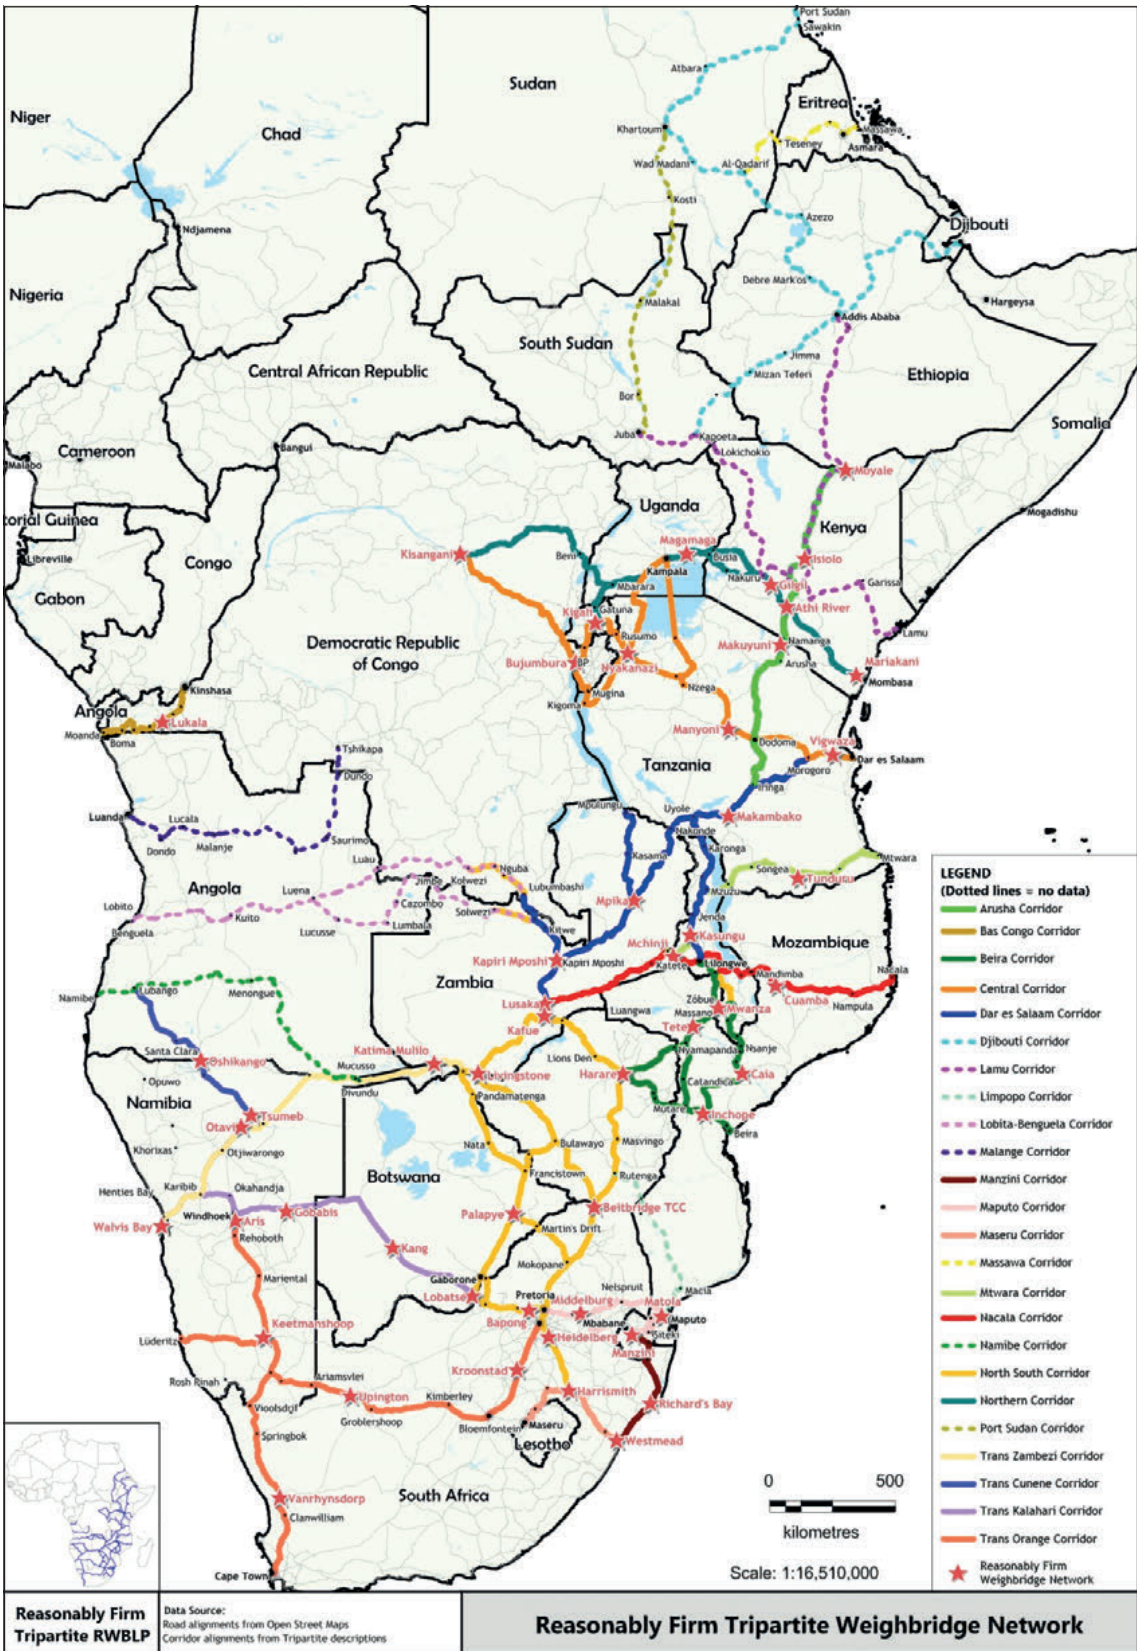 Port Sudan
Sawakin
Atbara
Sudan
Niger
Chad
Eritrea
Khartoum
Massawa
Teseney
Asmara
Wad Madani
Al-Qadarif
Kosti
Azezo
Djibouti
Ndjamena
Nigeria
Debre Mark'os
Malakal
Hargeysa
Addis Ababa
South Sudan
Jimma
Central African Republic
Mizan Teferi
Ethiopia
Bor
Somalia
Juba
Kapoeta
Cameroon
Bangui
Lokichokio
Malabo
Moyale
Uganda
Mogadishu
torial Guinea
Kenya
Magamaga
Kisangani
Beni
Busia
Isiolo
Libreville
Congo
Kampala
Nakuru
Gilgil
Garissa
Mbarara
Gabon
Kigali
Gatuna
Athi River
Lamu
Rusumo
Democratic Republic
of Congo
Makuyuni
Namanga
Bujumbura
BP
Nyakanazi
Arusha
Mariakani
Mombasa
Kinshasa
Mugina
Nzega
Kigoma
Angola
Lukala
Manyoni
Moanda
Boma
Dodoma
Vigwaza
Tshikapa
Dar es Salaam
Dundo
Tanzania
Morogoro
Iringa
Mpulungu
Uyole
Luanda
Lucala
Makambako
Nakonde
Dondo
Malanje
Saurimo
Karonga
Kasama
Mtwara
Luau
Nguba
Songea
Tunduru
Angola
Luena
Jimbe
Kolwezi
Lubumbashi
Mzuzu
Lobito
Cazombo
Mpika
Kuito
Solwezi
Jenda
Benguela
Lucusse
Lumbala
Kitwe
Kasungu
Mozambique
Mchinji
Kapiri Mposhi
Kapiri Mposhi
Katete
Lilongwe
Zambia
Mandimba
Nacala
Namibe
Lubango
Menongue
Cuamba
Lusaka
Zóbue
Nampula
Luangwa
Massano
Mwanza
Kafue
Tete
Santa Clara
Oshikango
Katima Mulilo
Lions Den
Nyamapanda
Nsanje
Mucusso
Livingstone
Harare
Catandica
Caia
Opuwo
Divundu
Namibia
Pandamatenga
Tsumeb
Mutare
Inchope
Otavi
Beira
Khorixas
Otjiwarongo
Nata
Bulawayo
Masvingo
Botswana
Francistown
Rutenga
Henties Bay
Karibib
Okahandja
Windhoek
Gobabis
Palapye
Beitbridge TCC
Walvis Bay
Aris
Rehoboth
Martin's Drift
Kang
Mokopane
Mariental
Gaborone
Nelspruit
Macia
Lobatse
Pretoria
Middelburg
Matola
Bapong
Mbabane
Maputo
Keetmanshoop
Heidelberg
Siteki
Lüderitz
Manzini
Kroonstad
Rosh Pinah
Ariamsvlei
Upington
Kimberley
Harrismith
Richard's Bay
Vioolsdrif
Groblershoop
Bloemfontein
Maseru
Springbok
Lesotho
Westmead
Vanrhynsdorp
South Africa
Clanwilliam
Cape Town
0 500
kilometres
Scale: 1:16,510,000
LEGEND
(Dotted lines = no data)
Arusha Corridor
Bas Congo Corridor
Beira Corridor
Central Corridor
Dar es Salaam Corridor
Djibouti Corridor
Lamu Corridor
Limpopo Corridor
Lobita-Benguela Corridor
Malange Corridor
Manzini Corridor
Maputo Corridor
Maseru Corridor
Massawa Corridor
Mtwara Corridor
Nacala Corridor
Namibe Corridor
North South Corridor
Northern Corridor
Port Sudan Corridor
Trans Zambezi Corridor
Trans Cunene Corridor
Trans Kalahari Corridor
Trans Orange Corridor
Reasonably Firm
Weighbridge Network
Reasonably Firm
Tripartite RWBLP
Data Source:
Road alignments from Open Street Maps
Corridor alignments from Tripartite descriptions
Reasonably Firm Tripartite Weighbridge Network